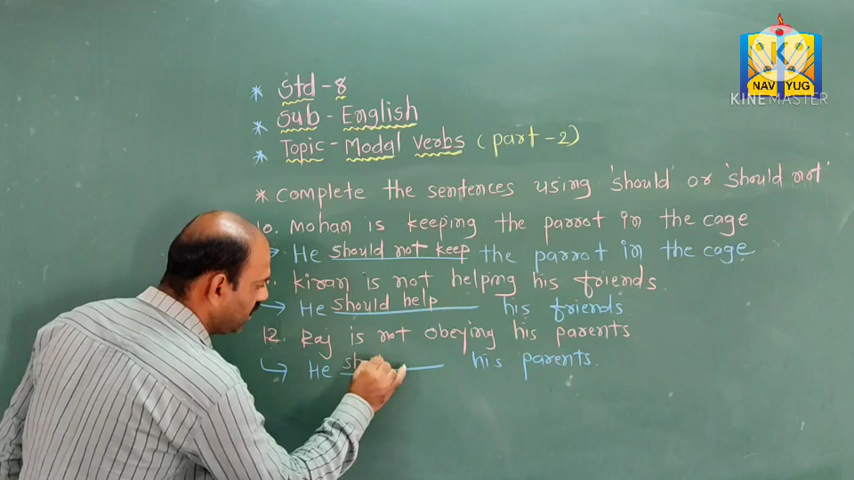 NAV YUG
KINEMASTER
* Std - 8
* Sub - English
* Topic - Modal verbs (part - 2)
* Complete the sentences using 'should' or 'should not'
10. Mohan is keeping the parrot in the cage
He should not keep the parrot in the cage
kiran is not helping his friends.
→ He should help his friends
12. Raj is not obeying his parents
↳ He sho his parents.